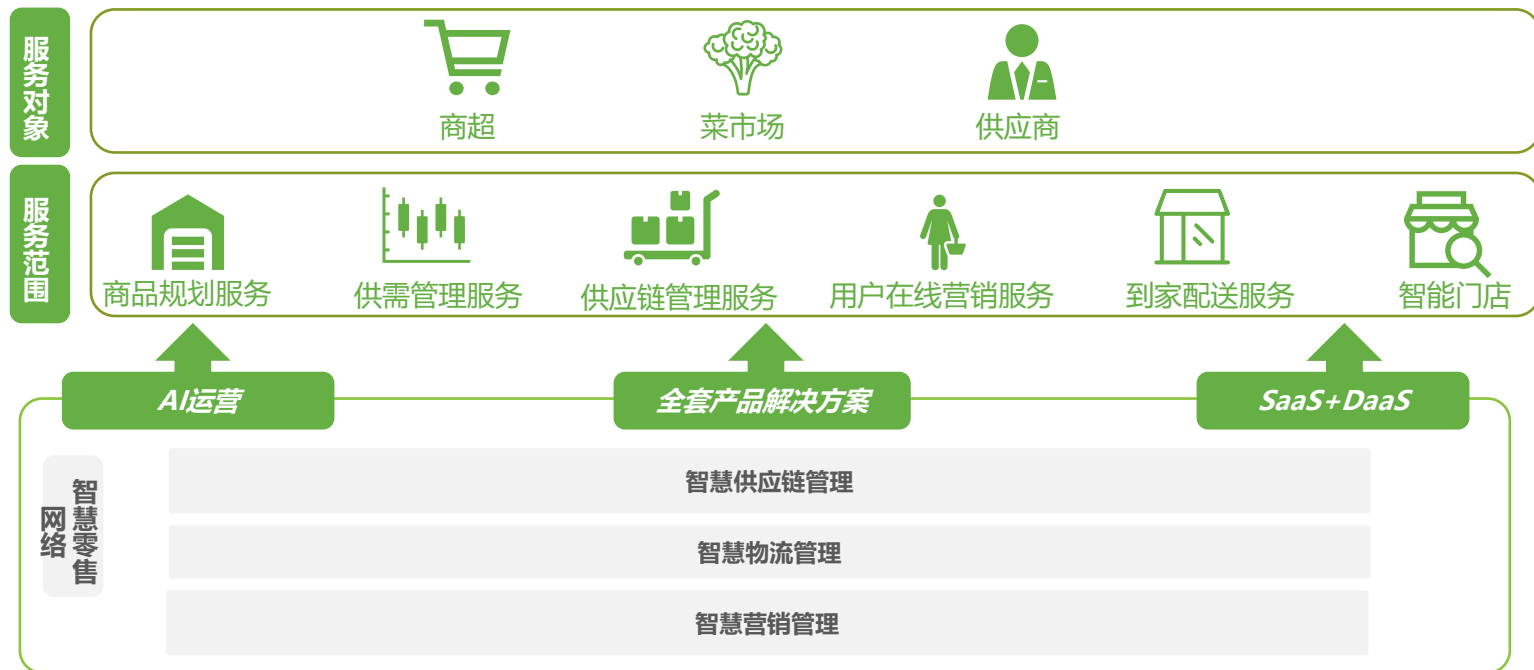 服务对象
商超
菜市场
供应商
服务范围
商品规划服务
供需管理服务
供应链管理服务
用户在线营销服务
到家配送服务
智能门店
AI运营
全套产品解决方案
SaaS+DaaS
智慧零售
网络
智慧供应链管理
智慧物流管理
智慧营销管理